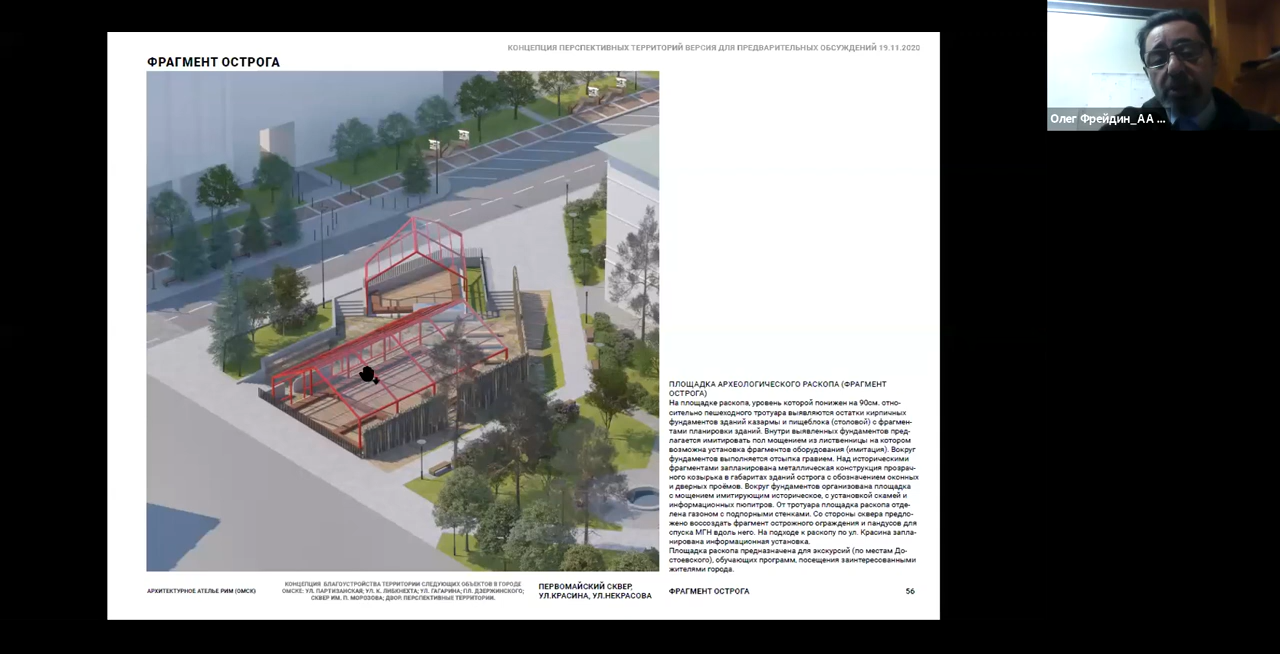 КОНЦЕПЦИЯ ПЕРСПЕКТИВНЫХ ТЕРРИТОРИЙ ВЕРСИЯ ДЛЯ ПРЕДВАРИТЕЛЬНЫХ ОБСУЖДЕНИЙ 19.11.2020
ФРАГМЕНТ ОСТРОГА
Олег Фрейдин_АА ...
ПЛОЩАДКА АРХЕОЛОГИЧЕСКОГО РАСКОПА (ФРАГМЕНТ
ОСТРОГА)
На площадке раскопа, уровень которой понижен на 90см. отно-
сительно пешеходного тротуара выявляются остатки кирпичных
фундаментов зданий казармы и пищеблока (столовой) с фрагмен-
тами планировки зданий. Внутри выявленных фундаментов пред-
лагается имитировать пол мощением из лиственницы на котором
возможна установка фрагментов оборудования (имитация). Вокруг
фундаментов выполняется отсыпка гравием. Над историческими
фрагментами запланирована металлическая конструкция прозрач-
ного козырька в габаритах зданий острога с обозначением оконных
и дверных проёмов. Вокруг фундаментов организована площадка
с мощением имитирующим историческое, с установкой скамей и
информационных пюпитров. От тротуара площадка раскопа отде-
лена газоном с подпорными стенками. Со стороны сквера предло-
жено воссоздать фрагмент острожного ограждения и пандусов для
спуска МГН вдоль него. На подходе к раскопу по ул. Красина запла-
нирована информационная установка.
Площадка раскопа предназначена для экскурсий (по местам До-
стоевского), обучающих программ, посещения заинтересованными
жителями города.
АРХИТЕКТУРНОЕ АТЕЛЬЕ РИМ (ОМСК)
КОНЦЕПЦИЯ БЛАГОУСТРОЙСТВА ТЕРРИТОРИИ СЛЕДУЮЩИХ ОБЪЕКТОВ В ГОРОДЕ
ОМСКЕ: УЛ. ПАРТИЗАНСКАЯ; УЛ. К. ЛИБКНЕХТА; УЛ. ГАГАРИНА; ПЛ. ДЗЕРЖИНСКОГО;
СКВЕР ИМ. П. МОРОЗОВА; ДВОР. ПЕРСПЕКТИВНЫЕ ТЕРРИТОРИИ.
ПЕРВОМАЙСКИЙ СКВЕР,
УЛ.КРАСИНА, УЛ.НЕКРАСОВА
ФРАГМЕНТ ОСТРОГА
56